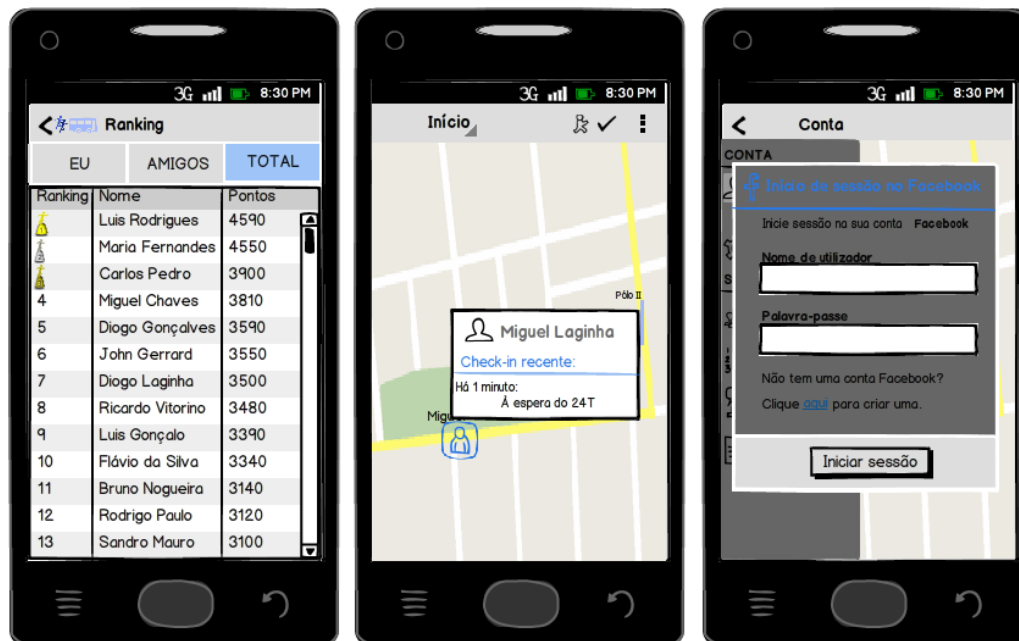 3G 8:30 PM
Ranking
EU AMIGOS TOTAL
Ranking Nome Pontos
1 Luis Rodrigues 4590
2 Maria Fernandes 4550
3 Carlos Pedro 3900
4 Miguel Chaves 3810
5 Diogo Gonçalves 3590
6 John Gerrard 3550
7 Diogo Laginha 3500
8 Ricardo Vitorino 3480
9 Luis Gonçalo 3390
10 Flávio da Silva 3340
11 Bruno Nogueira 3140
12 Rodrigo Paulo 3120
13 Sandro Mauro 3100
3G 8:30 PM
Início
Pólo II
Miguel Laginha
Check-in recente:
Há 1 minuto:
À espera do 24T
3G 8:30 PM
Conta
CONTA
Início de sessão no Facebook
Inicie sessão na sua conta Facebook
Nome de utilizador
Palavra-passe
Não tem uma conta Facebook?
Clique aqui para criar uma.
Iniciar sessão